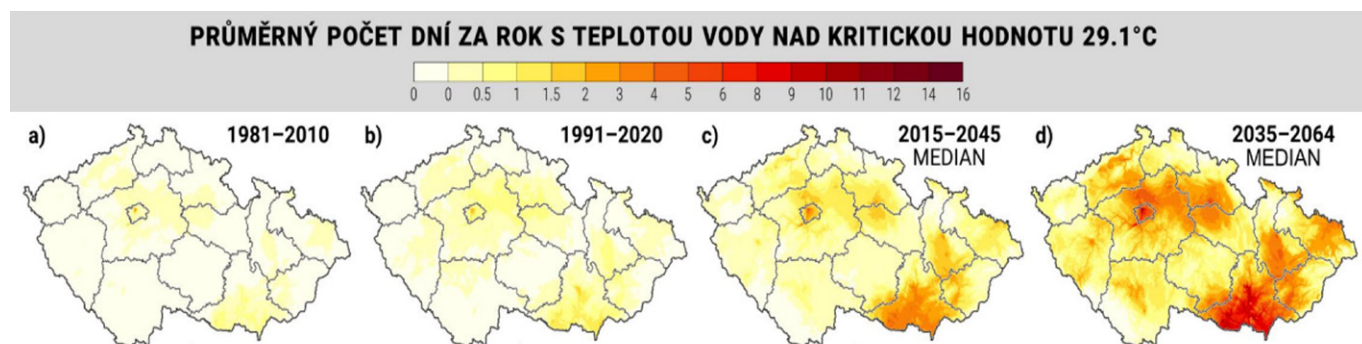 PRŮMĚRNÝ POČET DNÍ ZA ROK S TEPLOTOU VODY NAD KRITICKOU HODNOTU 29.1°C
0 0 0.5 1 1.5 2 3 4 5 6 8 9 10 11 12 14 16
a) 1981–2010 b) 1991–2020 c) 2015–2045 d) 2035–2064
MEDIAN MEDIAN